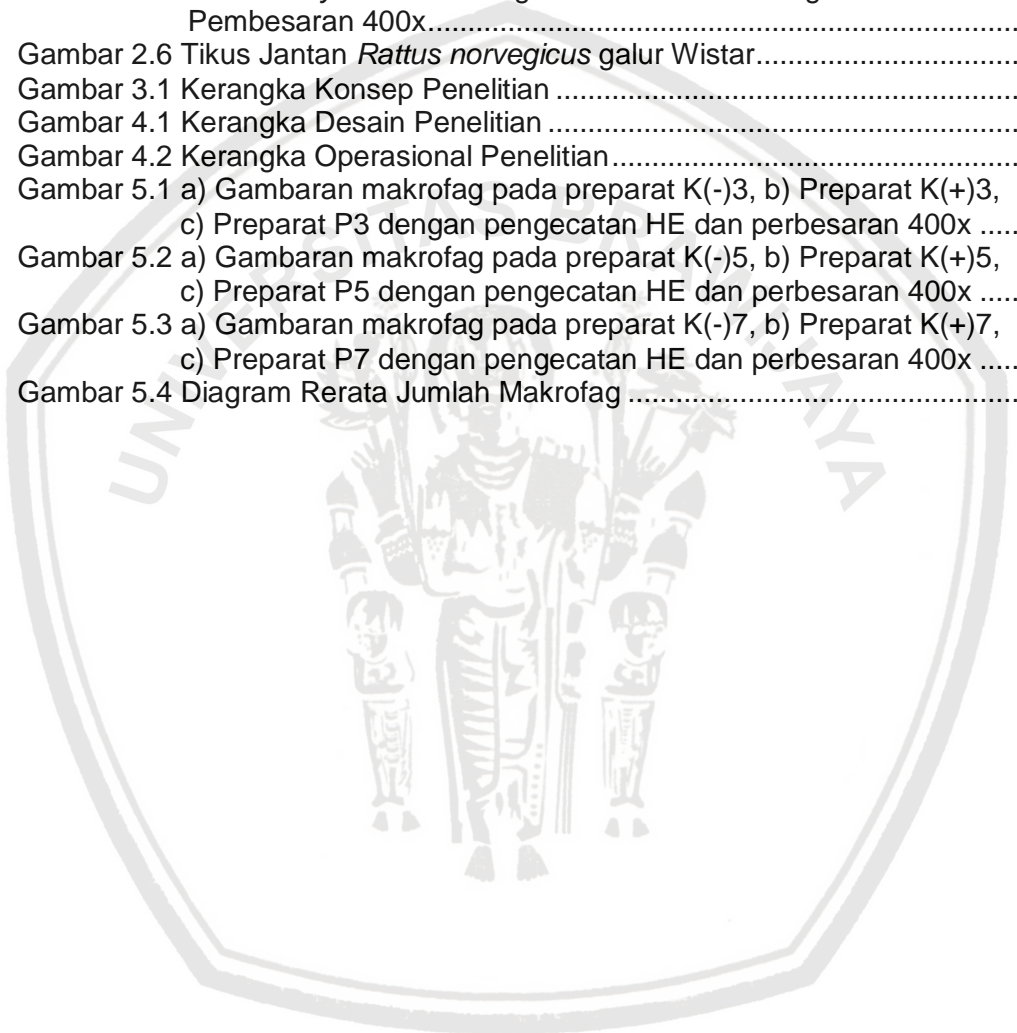 Pembesaran 400x.............................................................................
Gambar 2.6 Tikus Jantan Rattus norvegicus galur Wistar.................................
Gambar 3.1 Kerangka Konsep Penelitian ...........................................................
Gambar 4.1 Kerangka Desain Penelitian ............................................................
Gambar 4.2 Kerangka Operasional Penelitian....................................................
Gambar 5.1 a) Gambaran makrofag pada preparat K(-)3, b) Preparat K(+)3,
c) Preparat P3 dengan pengecatan HE dan perbesaran 400x .....
Gambar 5.2 a) Gambaran makrofag pada preparat K(-)5, b) Preparat K(+)5,
c) Preparat P5 dengan pengecatan HE dan perbesaran 400x .....
Gambar 5.3 a) Gambaran makrofag pada preparat K(-)7, b) Preparat K(+)7,
c) Preparat P7 dengan pengecatan HE dan perbesaran 400x .....
Gambar 5.4 Diagram Rerata Jumlah Makrofag ..................................................
UNIVERSITAS BRAWIJAYA